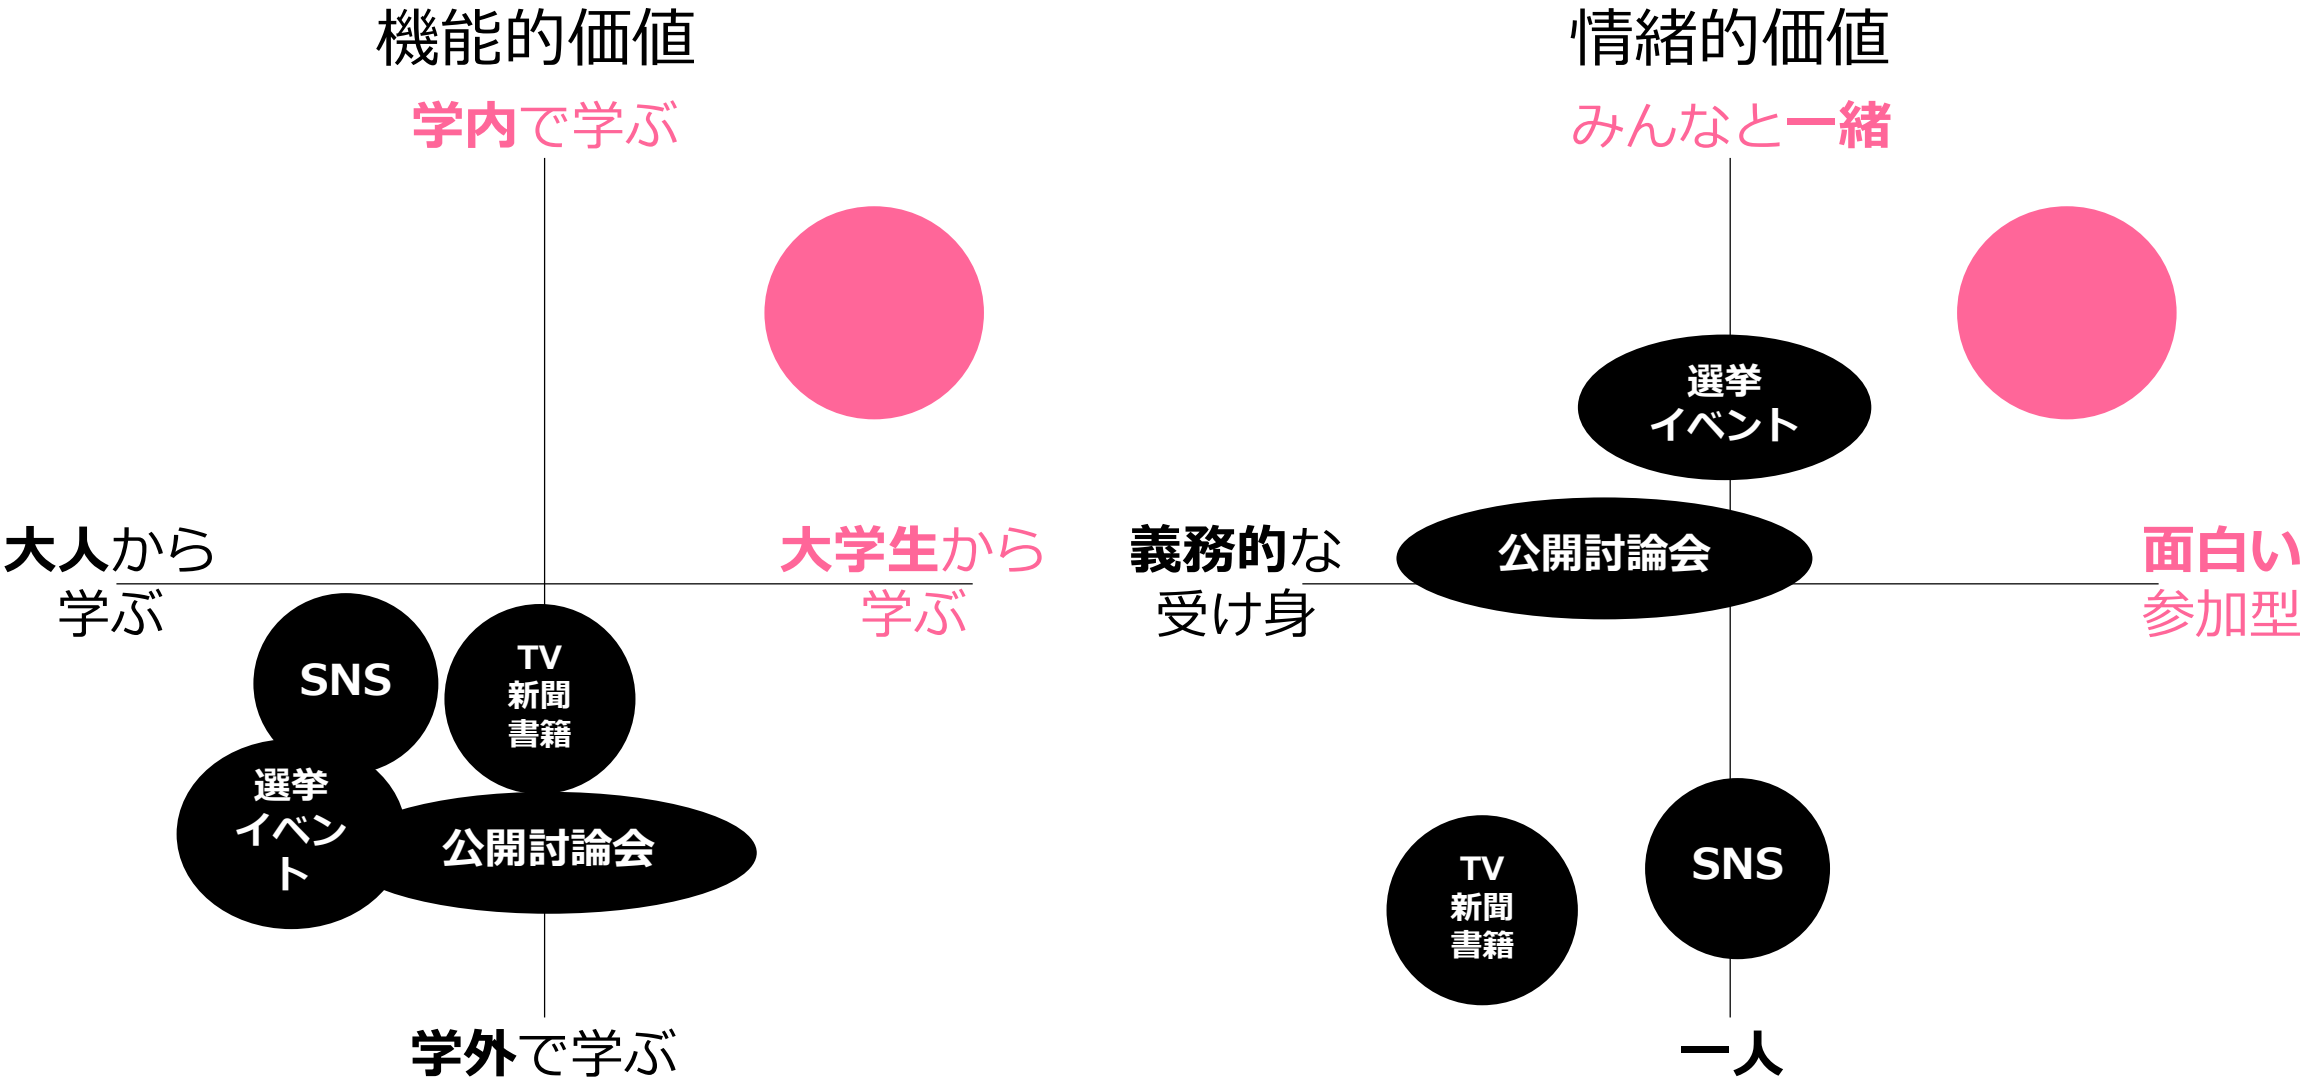 機能的価値
学内で学ぶ
大人から
学ぶ
大学生から
学ぶ
SNS
TV
新聞
書籍
選挙
イベン
ト
公開討論会
学外で学ぶ
情緒的価値
みんなと一緒
選挙
イベント
公開討論会
義務的な
受け身
面白い
参加型
TV
新聞
書籍
SNS
一人